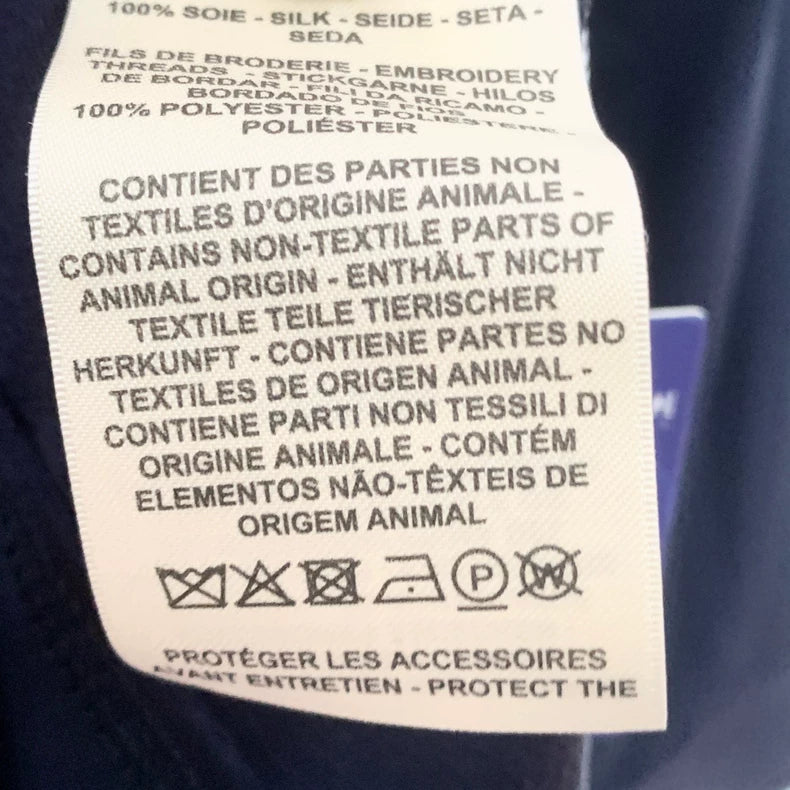 100% SOIE - SILK - SEIDE - SETA -
SEDA
FILS DE BRODERIE - EMBROIDERY
THREADS - STICKGARNE - HILOS
DE BORDAR - FILI DA RICAMO -
BORDADO DE FIOS
100% POLYESTER - POLIESTERE -
POLIÉSTER
CONTIENT DES PARTIES NON
TEXTILES D'ORIGINE ANIMALE -
CONTAINS NON-TEXTILE PARTS OF
ANIMAL ORIGIN - ENTHÄLT NICHT
TEXTILE TEILE TIERISCHER
HERKUNFT - CONTIENE PARTES NO
TEXTILES DE ORIGEN ANIMAL -
CONTIENE PARTI NON TESSILI DI
ORIGINE ANIMALE - CONTÉM
ELEMENTOS NÃO-TÊXTEIS DE
ORIGEM ANIMAL
P W
PROTÉGER LES ACCESSOIRES
AVANT ENTRETIEN - PROTECT THE
H